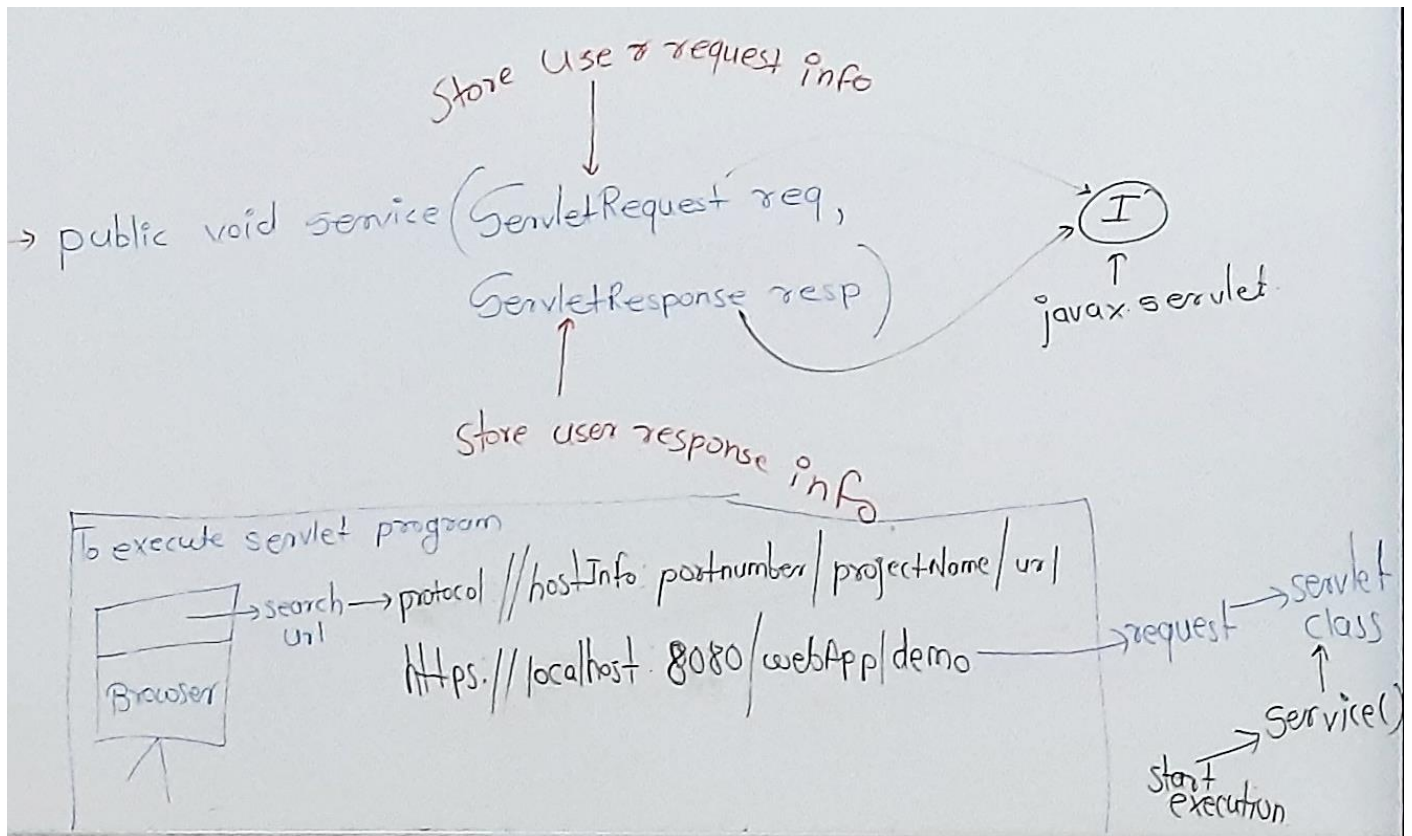 Store user request info
→ public void service(ServletRequest req,
ServletResponse resp)
I
javax.servlet.
Store user response info
To execute servlet program
Browser
search url
protocol //hostInfo: portnumber/projectName/url
https://localhost:8080/webApp/demo
request
servlet class
service()
start execution